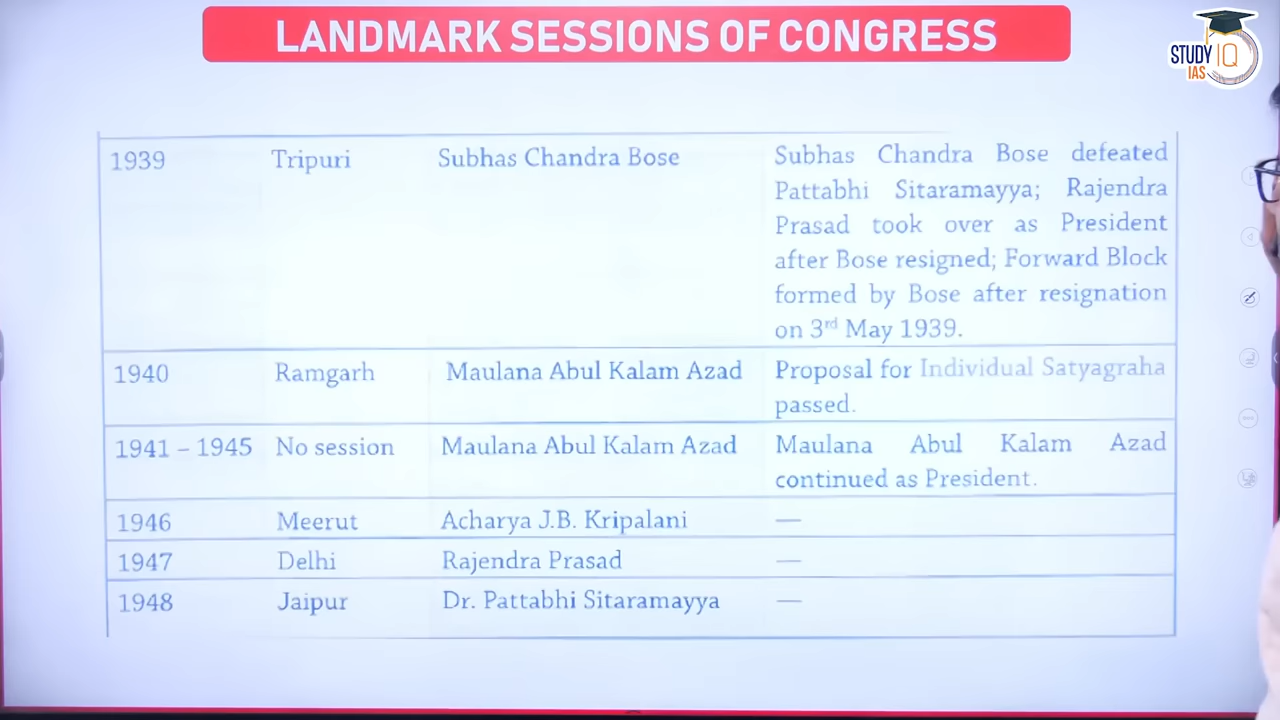 LANDMARK SESSIONS OF CONGRESS
STUDY IQ
IAS
1939 Tripuri Subhas Chandra Bose Subhas Chandra Bose defeated
Pattabhi Sitaramayya; Rajendra
Prasad took over as President
after Bose resigned; Forward Block
formed by Bose after resignation
on 3rd May 1939.
1940 Ramgarh Maulana Abul Kalam Azad Proposal for Individual Satyagraha
passed.
1941 – 1945 No session Maulana Abul Kalam Azad Maulana Abul Kalam Azad
continued as President.
1946 Meerut Acharya J.B. Kripalani —
1947 Delhi Rajendra Prasad —
1948 Jaipur Dr. Pattabhi Sitaramayya —